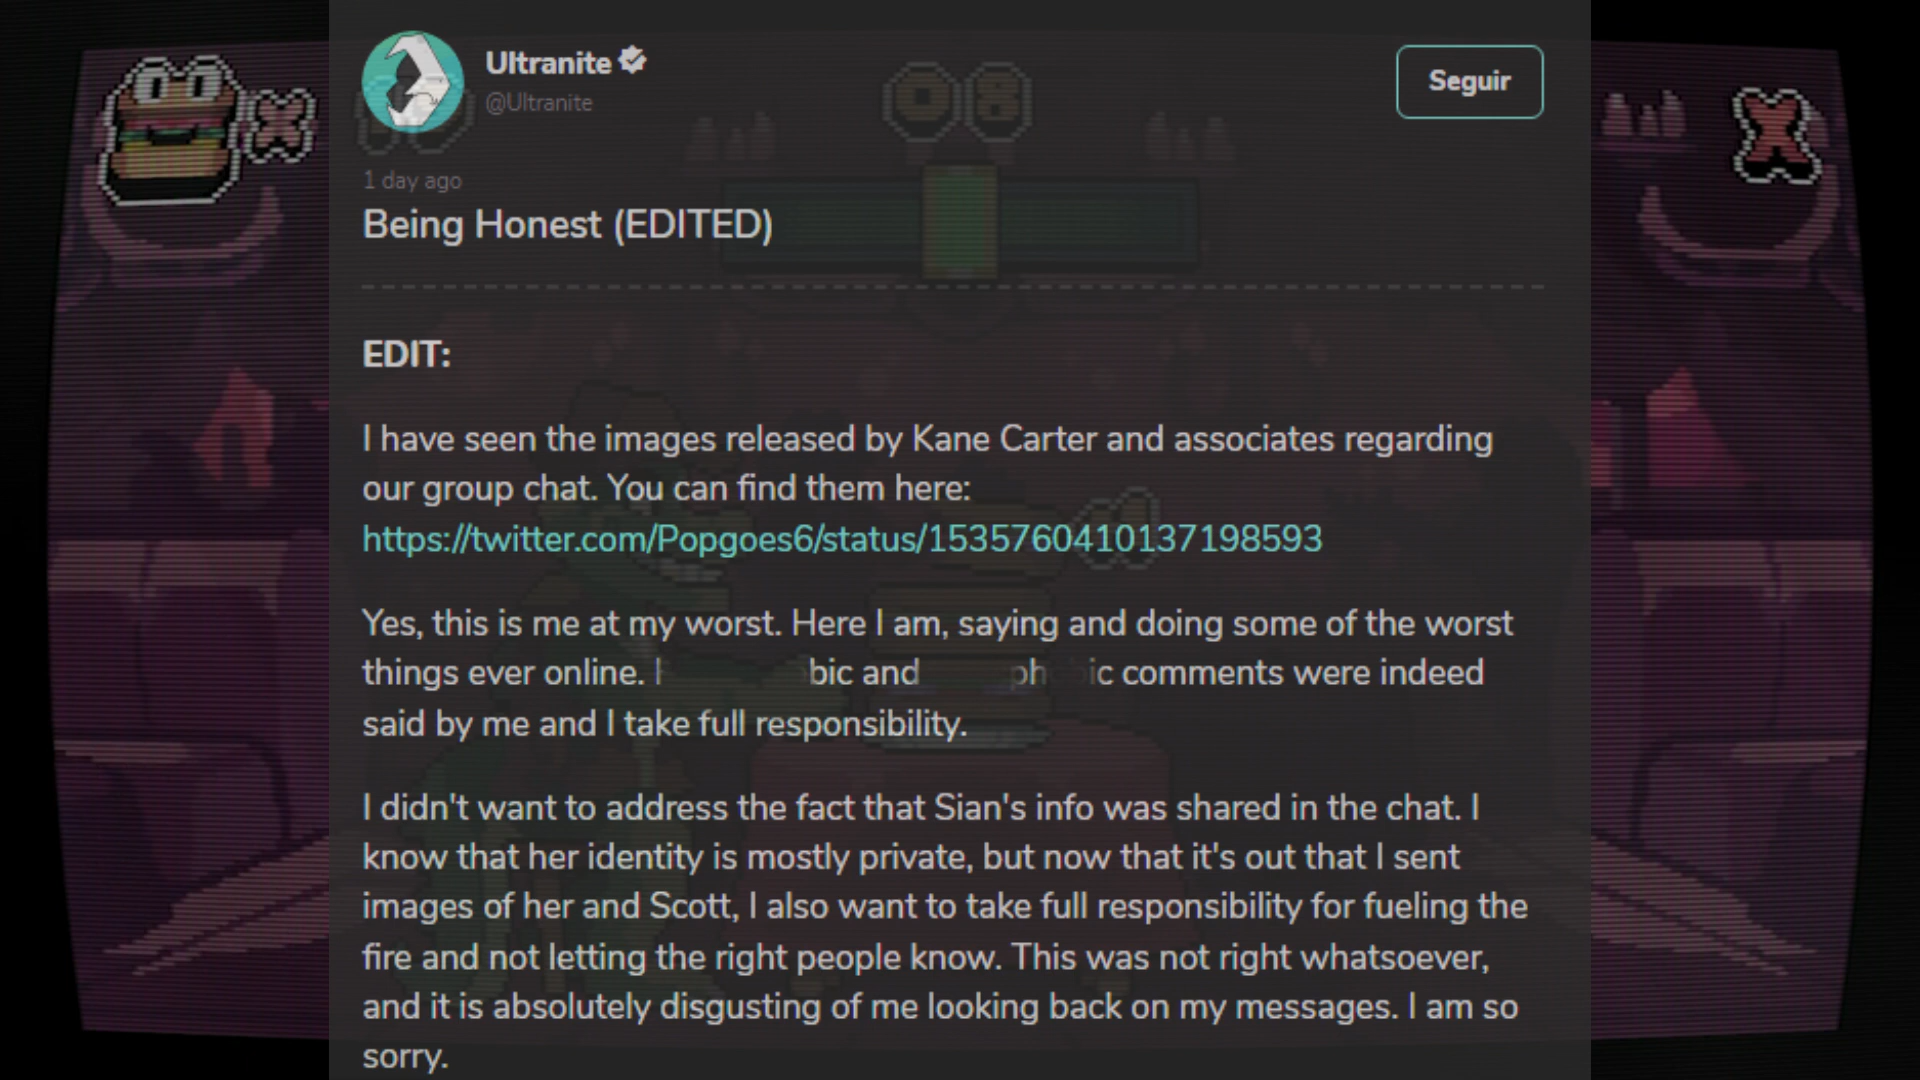 Ultranite
@Ultranite
Seguir
1 day ago
Being Honest (EDITED)
EDIT:
I have seen the images released by Kane Carter and associates regarding
our group chat. You can find them here:
https://twitter.com/Popgoes6/status/1535760410137198593
Yes, this is me at my worst. Here I am, saying and doing some of the worst
things ever online. bic and ph ic comments were indeed
said by me and I take full responsibility.
I didn't want to address the fact that Sian's info was shared in the chat. I
know that her identity is mostly private, but now that it's out that I sent
images of her and Scott, I also want to take full responsibility for fueling the
fire and not letting the right people know. This was not right whatsoever,
and it is absolutely disgusting of me looking back on my messages. I am so
sorry.
08